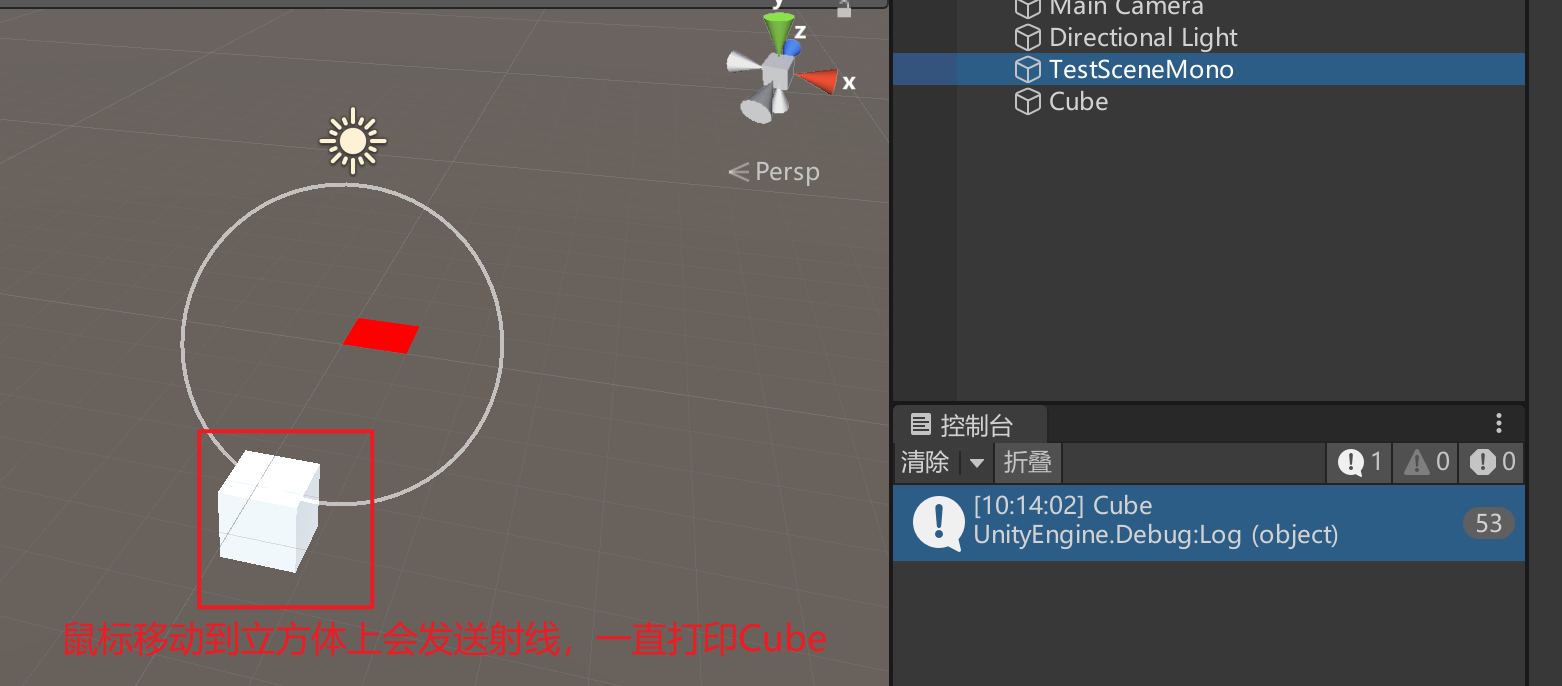 y
z
x
Persp
Main Camera
Directional Light
TestSceneMono
Cube
控制台
清除
折叠
1
0
0
[10:14:02] Cube
UnityEngine.Debug:Log (object)
53
鼠标移动到立方体上会发送射线，一直打印Cube